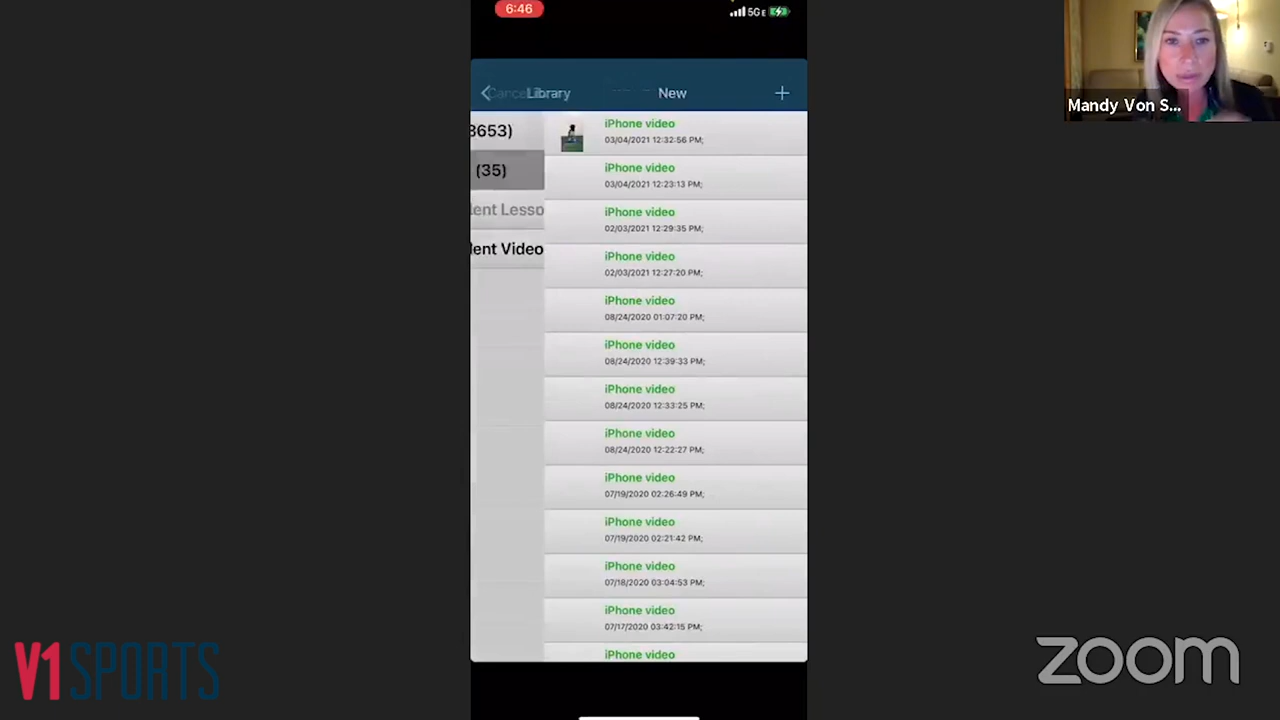 6:46
5GE
Mandy Von S...
Library
New
+
3653)
(35)
dent Lesso
dent Video
iPhone video
03/04/2021 12:32:56 PM;
iPhone video
03/04/2021 12:23:13 PM;
iPhone video
02/03/2021 12:29:35 PM;
iPhone video
02/03/2021 12:27:20 PM;
iPhone video
08/24/2020 01:07:20 PM;
iPhone video
08/24/2020 12:39:33 PM;
iPhone video
08/24/2020 12:33:25 PM;
iPhone video
08/24/2020 12:22:27 PM;
iPhone video
07/19/2020 02:26:49 PM;
iPhone video
07/19/2020 02:21:42 PM;
iPhone video
07/18/2020 03:04:53 PM;
iPhone video
07/17/2020 03:42:15 PM;
iPhone video
V1 SPORTS
zoom